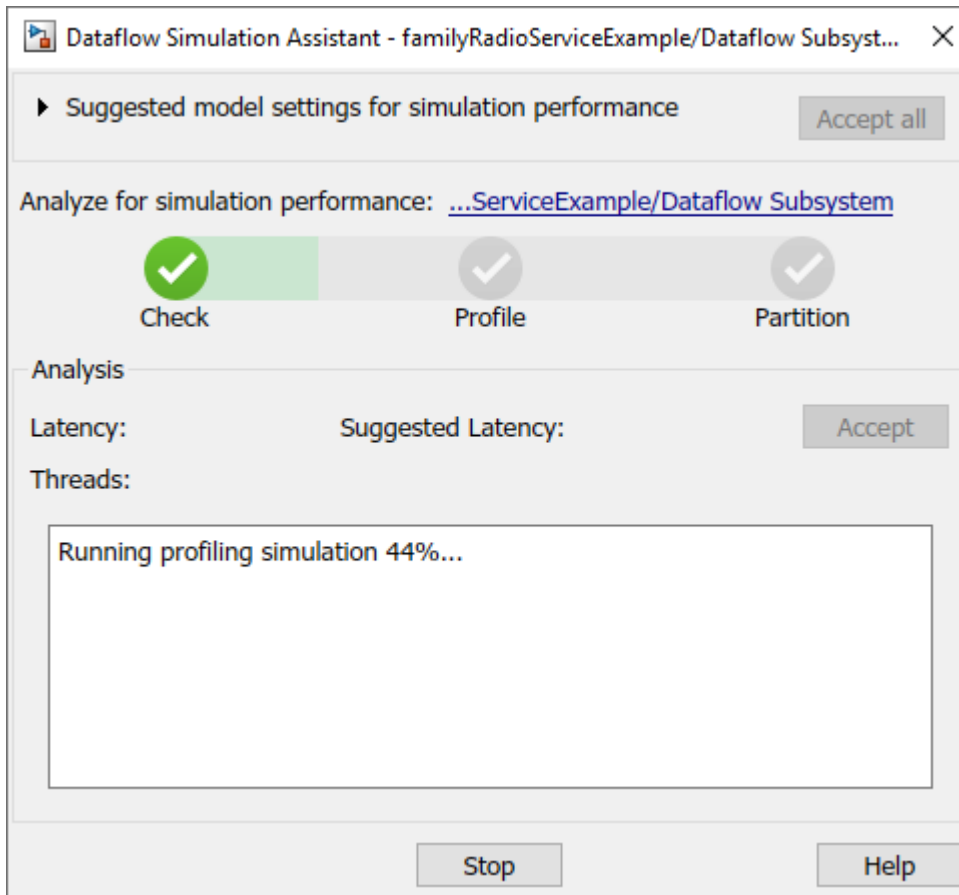 Dataflow Simulation Assistant - familyRadioServiceExample/Dataflow Subsyst...
Suggested model settings for simulation performance
Accept all
Analyze for simulation performance: ...ServiceExample/Dataflow Subsystem
Check Profile Partition
Analysis
Latency: Suggested Latency: Accept
Threads:
Running profiling simulation 44%...
Stop Help